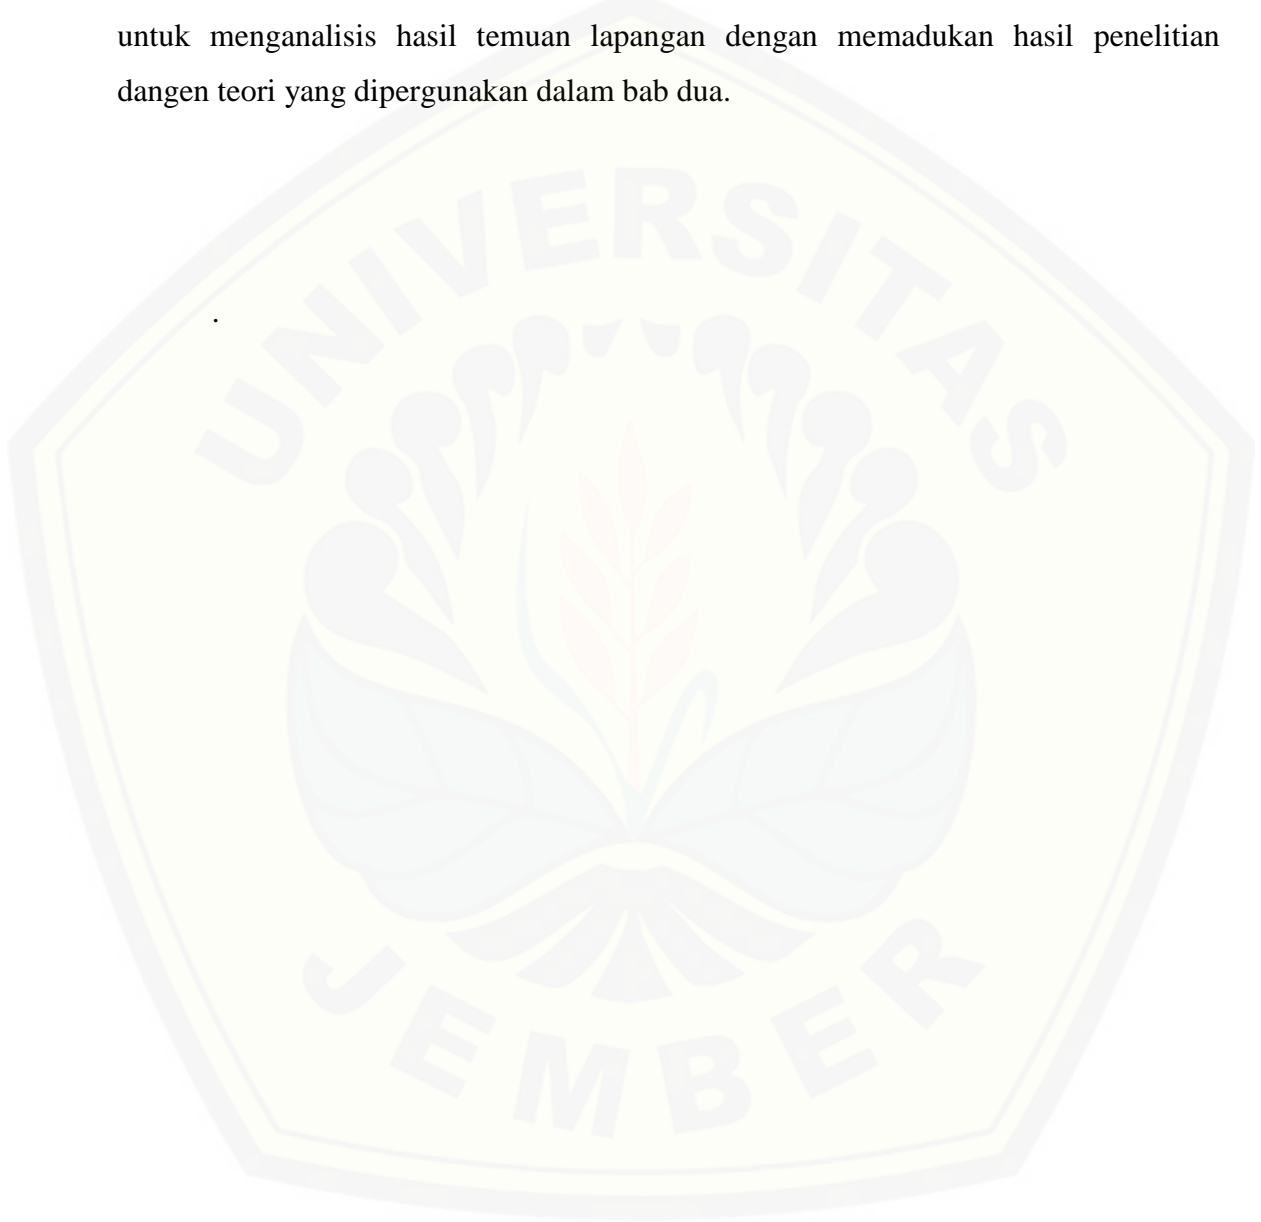 untuk menganalisis hasil temuan lapangan dengan memadukan hasil penelitian
dangen teori yang dipergunakan dalam bab dua.
.
UNIVERSITAS
JEMBER